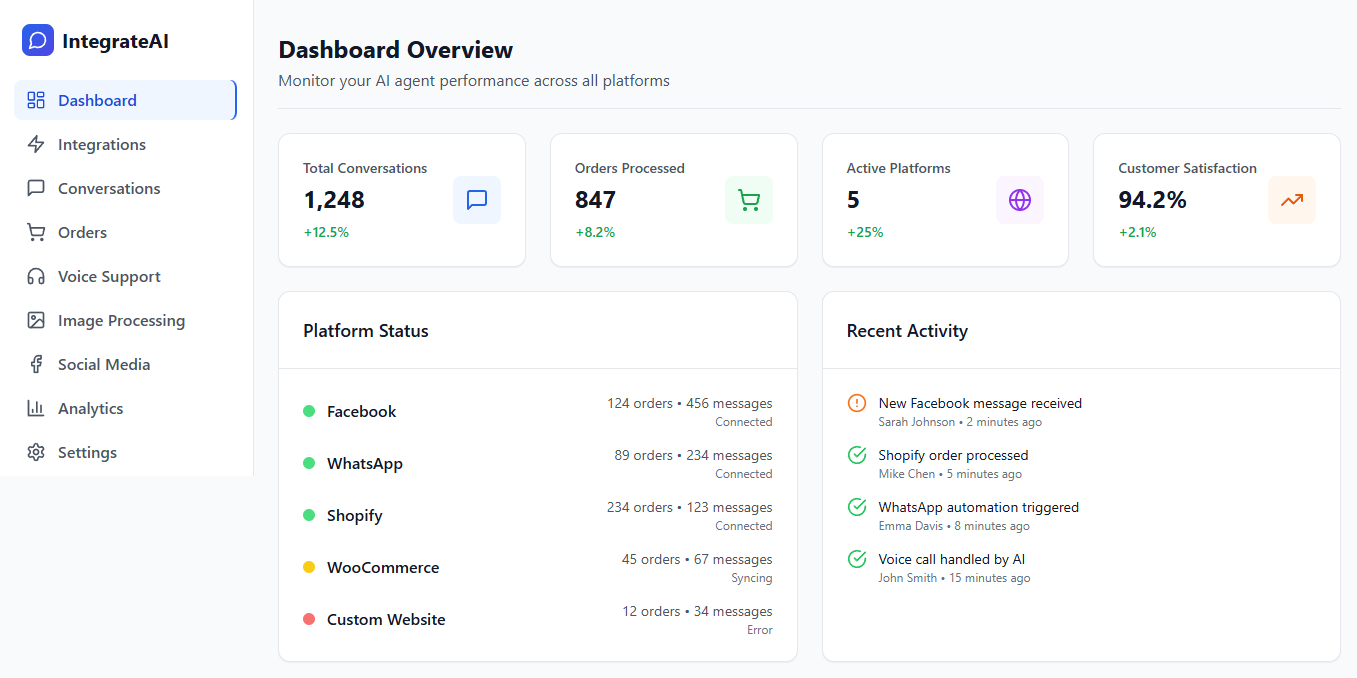 IntegrateAI
Dashboard
Integrations
Conversations
Orders
Voice Support
Image Processing
Social Media
Analytics
Settings
Dashboard Overview
Monitor your AI agent performance across all platforms
Total Conversations
1,248
+12.5%
Orders Processed
847
+8.2%
Active Platforms
5
+25%
Customer Satisfaction
94.2%
+2.1%
Platform Status
Facebook
124 orders • 456 messages
Connected
WhatsApp
89 orders • 234 messages
Connected
Shopify
234 orders • 123 messages
Connected
WooCommerce
45 orders • 67 messages
Syncing
Custom Website
12 orders • 34 messages
Error
Recent Activity
New Facebook message received
Sarah Johnson • 2 minutes ago
Shopify order processed
Mike Chen • 5 minutes ago
WhatsApp automation triggered
Emma Davis • 8 minutes ago
Voice call handled by AI
John Smith • 15 minutes ago